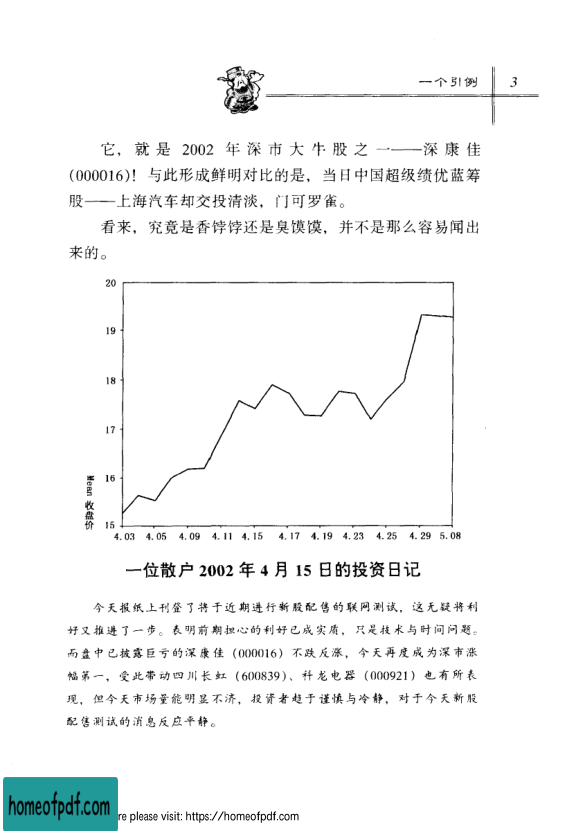 一个引例 3
它，就是 2002 年深市大牛股之一——深康佳
(000016)！与此形成鲜明对比的是，当日中国超级绩优蓝筹
股——上海汽车却交投清淡，门可罗雀。
看来，究竟是香饽饽还是臭馍馍，并不是那么容易闻出
来的。
20
19
18
17
16
15
Mean 收盘价
4.03 4.05 4.09 4.11 4.15 4.17 4.19 4.23 4.25 4.29 5.08
一位散户 2002 年 4 月 15 日的投资日记
今天报纸上刊登了将于近期进行新股配售的联网测试，这无疑将利
好又推进了一步。表明前期担心的利好已成实质，只是技术与时间问题。
而盘中已披露巨亏的深康佳 (000016) 不跌反涨，今天再度成为深市涨
幅第一，受此带动四川长虹 (600839)、科龙电器 (000921) 也有所表
现，但今天市场量能明显不济，投资者趋于谨慎与冷静，对于今天新股
配售测试的消息反应平静。
homeofpdf.com
re please visit: https://homeofpdf.com